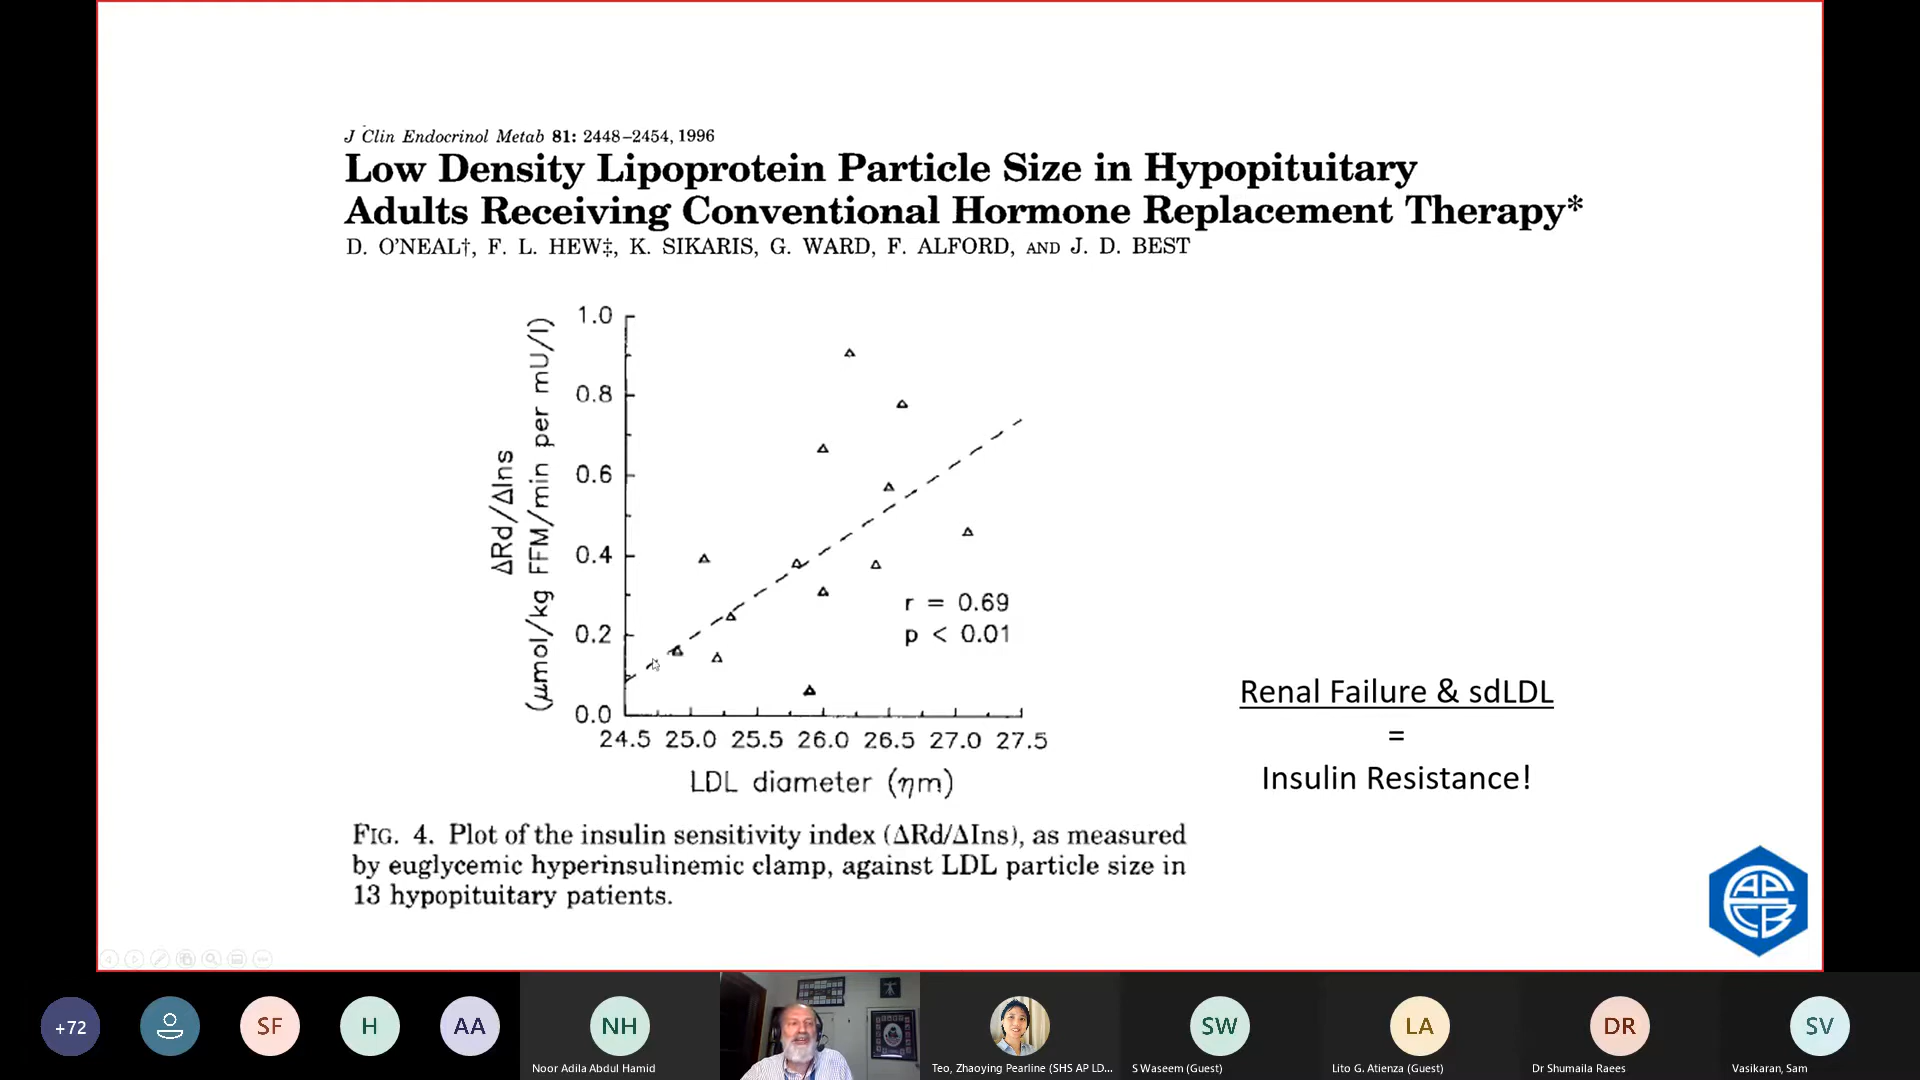 J Clin Endocrinol Metab 81: 2448–2454, 1996
Low Density Lipoprotein Particle Size in Hypopituitary
Adults Receiving Conventional Hormone Replacement Therapy*
D. O'NEAL†, F. L. HEW‡, K. SIKARIS, G. WARD, F. ALFORD, AND J. D. BEST
ΔRd/ΔIns
(μmol/kg FFM/min per mU/l)
1.0
0.8
0.6
0.4
0.2
0.0
r = 0.69
p < 0.01
24.5 25.0 25.5 26.0 26.5 27.0 27.5
LDL diameter (ηm)
FIG. 4. Plot of the insulin sensitivity index (ΔRd/ΔIns), as measured
by euglycemic hyperinsulinemic clamp, against LDL particle size in
13 hypopituitary patients.
Renal Failure & sdLDL
=
Insulin Resistance!
APFCB
+72
SF
H
AA
NH
Noor Adila Abdul Hamid
Teo, Zhaoying Pearline (SHS AP LD...
SW
S Waseem (Guest)
LA
Lito G. Atienza (Guest)
DR
Dr Shumaila Raees
SV
Vasikaran, Sam